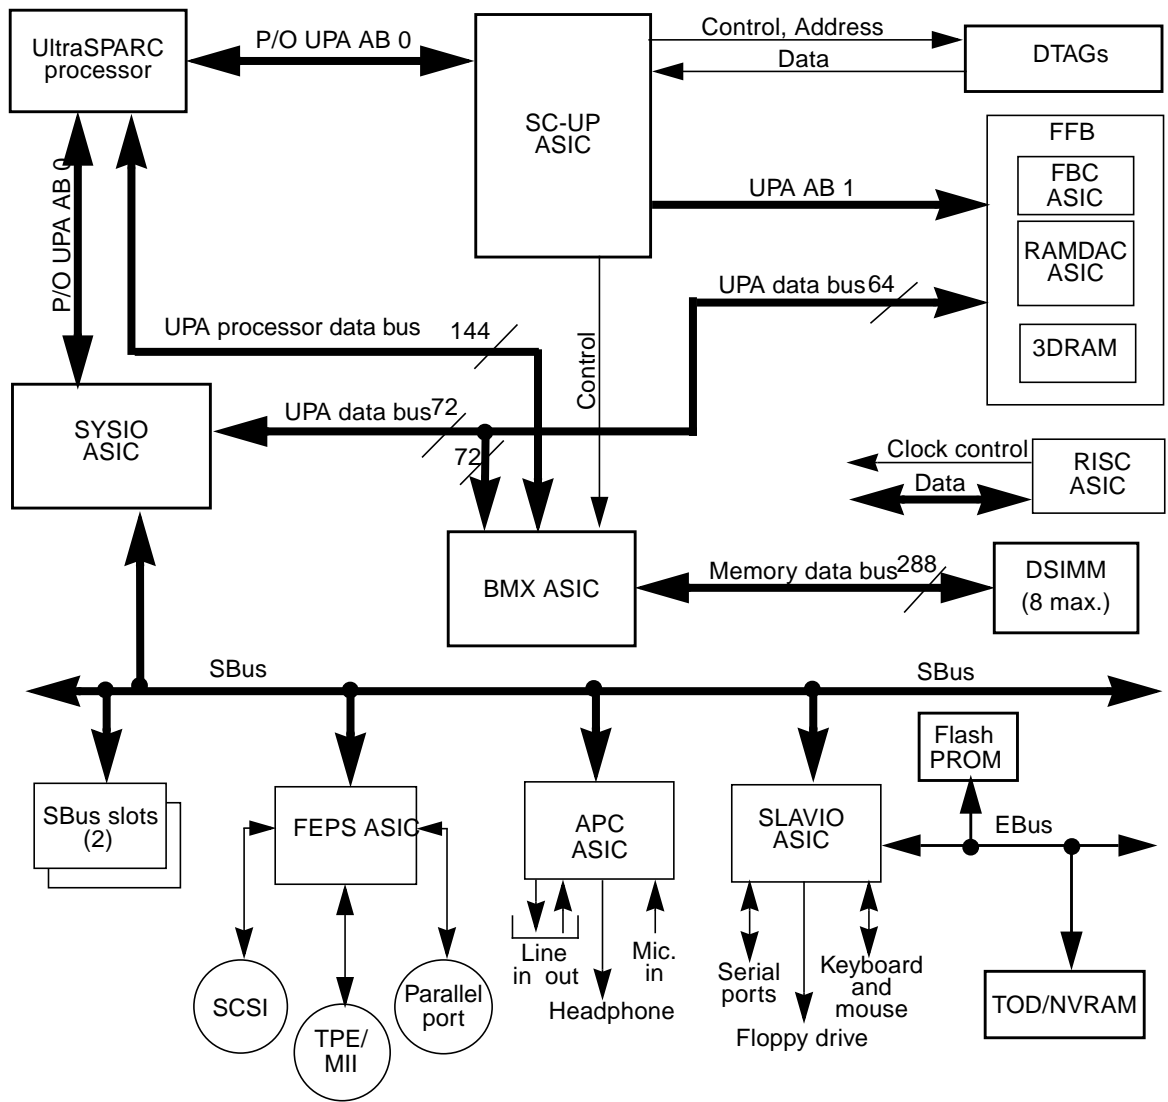 UltraSPARC
processor
P/O UPA AB 0
SC-UP
ASIC
Control, Address
Data
DTAGs
FFB
FBC
ASIC
RAMDAC
ASIC
3DRAM
UPA AB 1
P/O UPA AB 0
UPA data bus 64
UPA processor data bus 144
Control
SYSIO
ASIC
UPA data bus 72
72
Clock control
Data
RISC
ASIC
BMX ASIC
Memory data bus 288
DSIMM
(8 max.)
SBus
SBus
Flash
PROM
SBus slots
(2)
FEPS ASIC
APC
ASIC
SLAVIO
ASIC
EBus
Line
in out
Mic.
in
Headphone
Serial
ports
Keyboard
and
mouse
Floppy drive
SCSI
TPE/
MII
Parallel
port
TOD/NVRAM